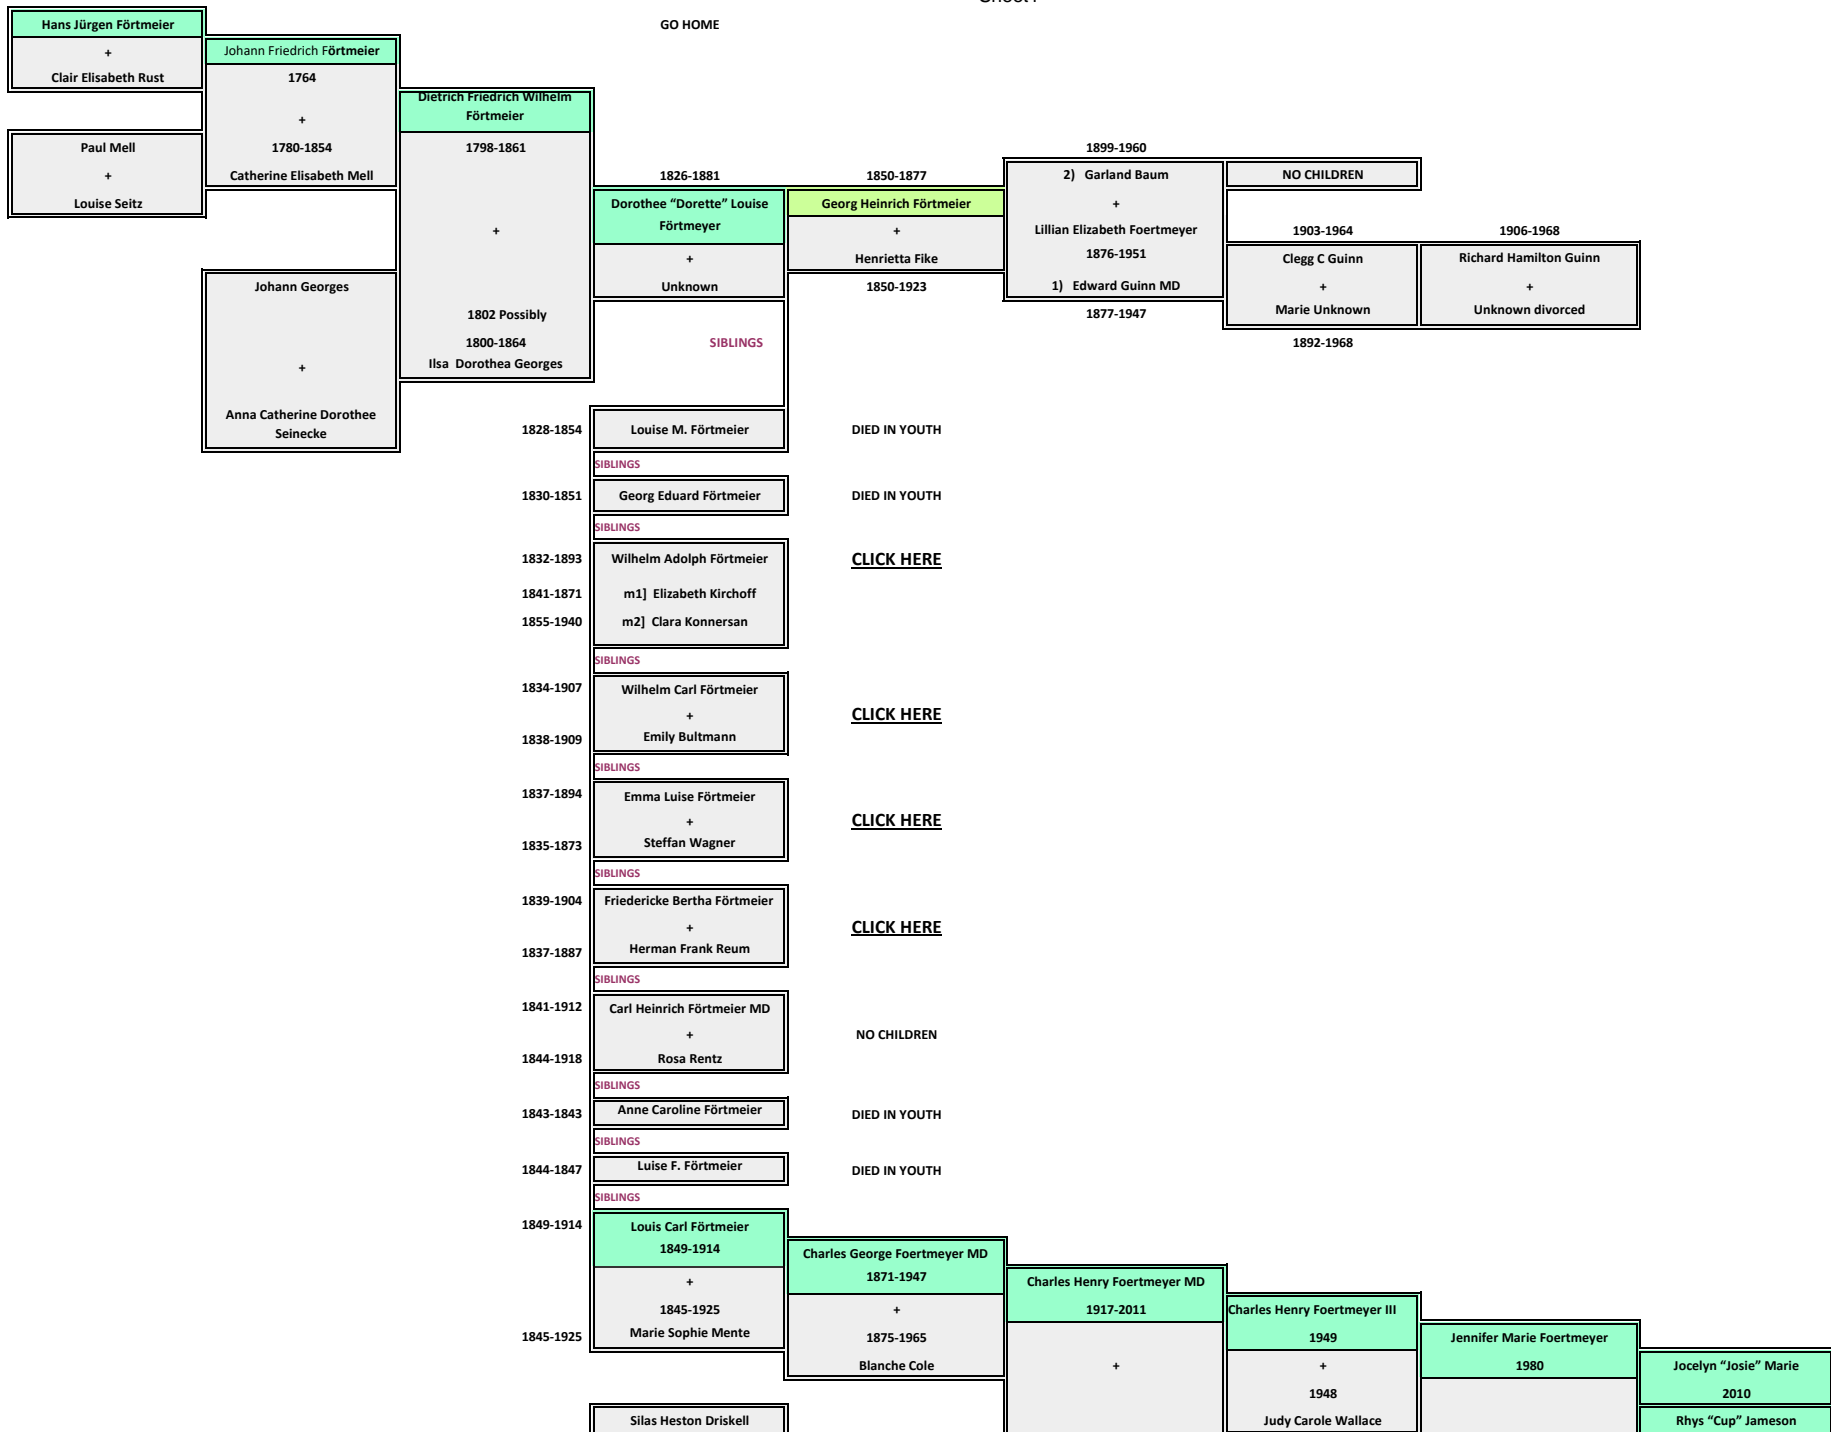 Hans Jürgen Förtmeier
+
Clair Elisabeth Rust
GO HOME
Johann Friedrich Förtmeier
1764
+
1780-1854
Catherine Elisabeth Mell
Paul Mell
+
Louise Seitz
Dietrich Friedrich Wilhelm
Förtmeier
1798-1861
+
1802 Possibly
1800-1864
Ilsa Dorothea Georges
Johann Georges
+
Anna Catherine Dorothee
Seinecke
1826-1881
Dorothee “Dorette” Louise
Förtmeyer
+
Unknown
SIBLINGS
1850-1877
Georg Heinrich Förtmeier
+
Henrietta Fike
1850-1923
1899-1960
2) Garland Baum
+
Lillian Elizabeth Foertmeyer
1876-1951
1) Edward Guinn MD
1877-1947
NO CHILDREN
1903-1964
Clegg C Guinn
+
Marie Unknown
1892-1968
1906-1968
Richard Hamilton Guinn
+
Unknown divorced
1828-1854
Louise M. Förtmeier
DIED IN YOUTH
SIBLINGS
1830-1851
Georg Eduard Förtmeier
DIED IN YOUTH
SIBLINGS
1832-1893
Wilhelm Adolph Förtmeier
CLICK HERE
1841-1871
m1] Elizabeth Kirchoff
1855-1940
m2] Clara Konnersan
SIBLINGS
1834-1907
Wilhelm Carl Förtmeier
+
CLICK HERE
1838-1909
Emily Bultmann
SIBLINGS
1837-1894
Emma Luise Förtmeier
+
CLICK HERE
1835-1873
Steffan Wagner
SIBLINGS
1839-1904
Friedericke Bertha Förtmeier
+
CLICK HERE
1837-1887
Herman Frank Reum
SIBLINGS
1841-1912
Carl Heinrich Förtmeier MD
+
NO CHILDREN
1844-1918
Rosa Rentz
SIBLINGS
1843-1843
Anne Caroline Förtmeier
DIED IN YOUTH
SIBLINGS
1844-1847
Luise F. Förtmeier
DIED IN YOUTH
SIBLINGS
1849-1914
Louis Carl Förtmeier
1849-1914
+
1845-1925
1845-1925
Marie Sophie Mente
Charles George Foertmeyer MD
1871-1947
+
1875-1965
Blanche Cole
Charles Henry Foertmeyer MD
1917-2011
+
Charles Henry Foertmeyer III
1949
+
1948
Judy Carole Wallace
Jennifer Marie Foertmeyer
1980
Jocelyn “Josie” Marie
2010
Rhys “Cup” Jameson
Silas Heston Driskell